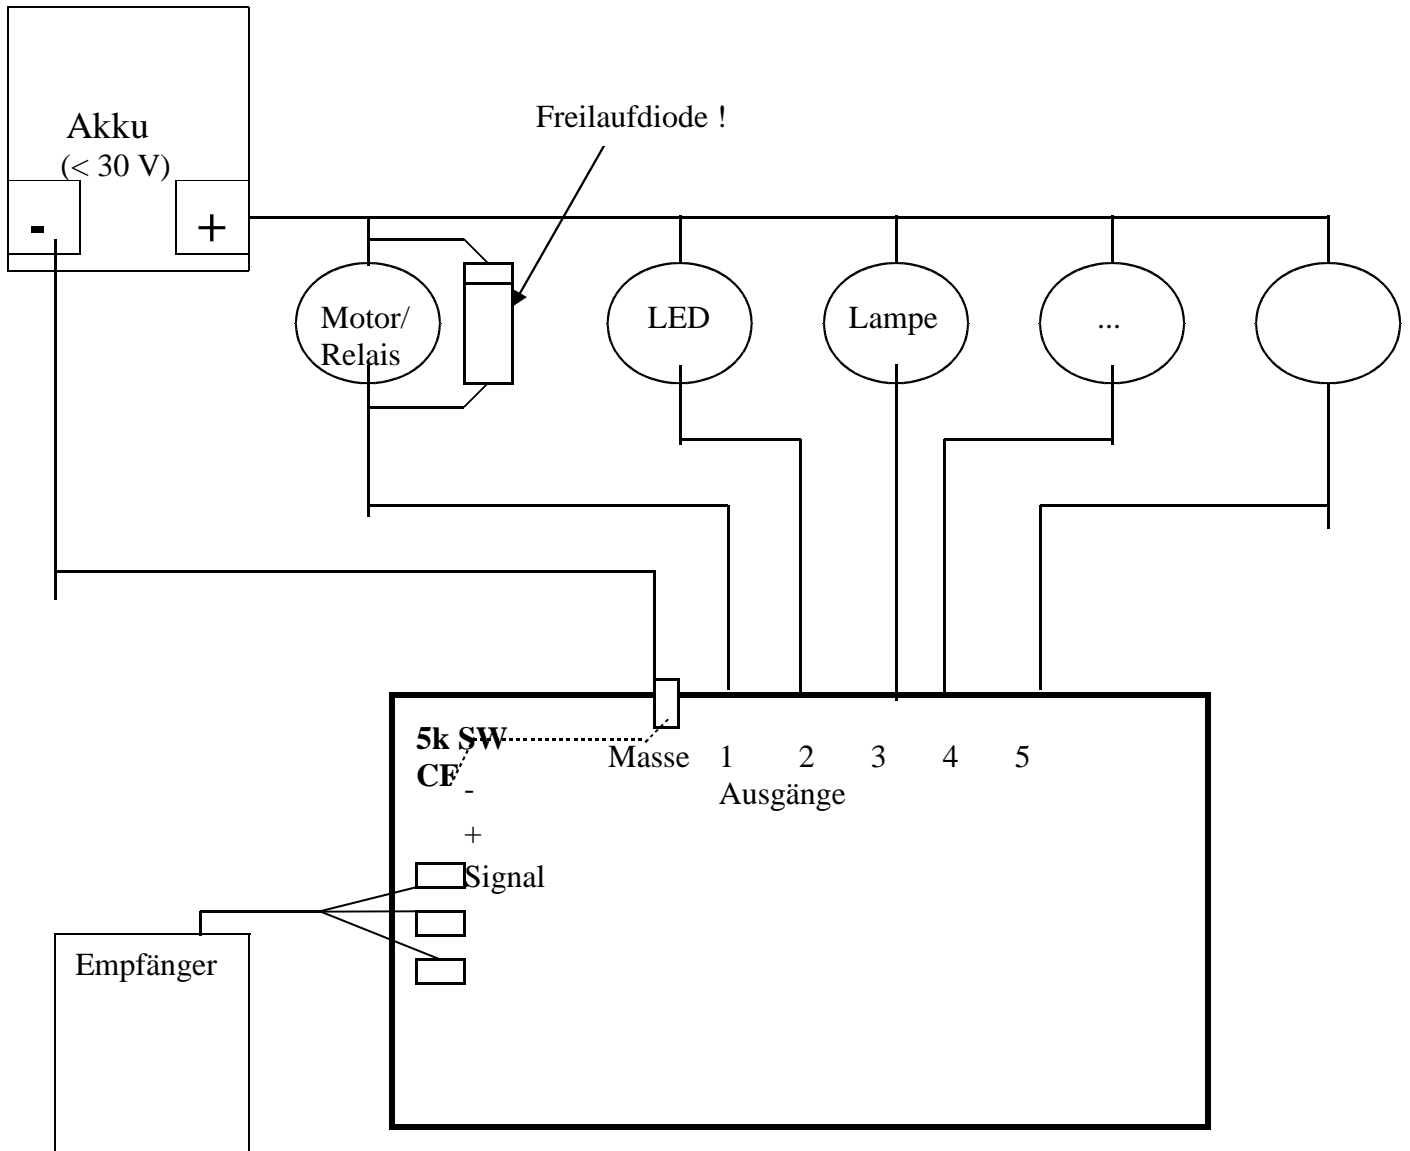 Akku
(< 30 V)
-
+
Freilaufdiode !
Motor/
Relais
LED
Lampe
...
5k SW
CF
Masse 1 2 3 4 5
Ausgänge
-
+
Signal
Empfänger